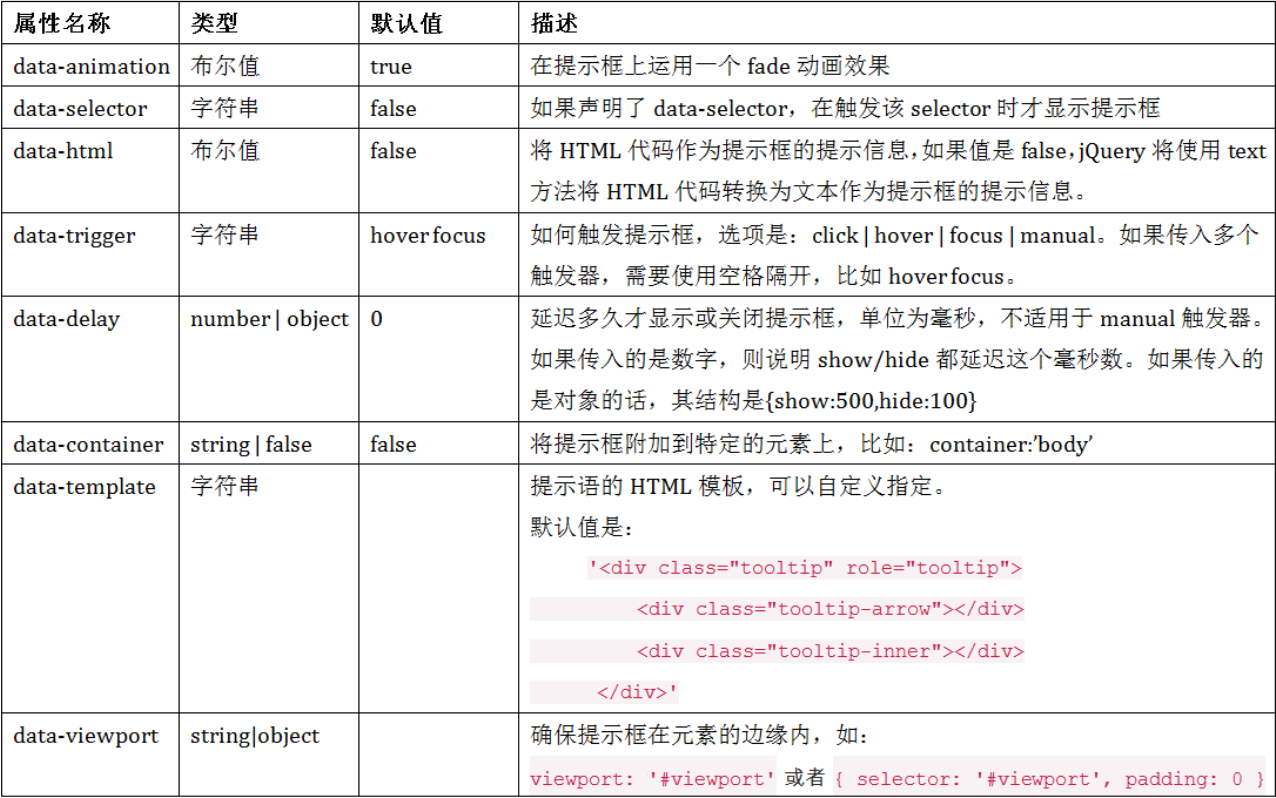 属性名称 类型 默认值 描述
data-animation 布尔值 true 在提示框上运用一个 fade 动画效果
data-selector 字符串 false 如果声明了 data-selector，在触发该 selector 时才显示提示框
data-html 布尔值 false 将 HTML 代码作为提示框的提示信息，如果值是 false，jQuery 将使用 text
方法将 HTML 代码转换为文本作为提示框的提示信息。
data-trigger 字符串 hover focus 如何触发提示框，选项是：click | hover | focus | manual。如果传入多个
触发器，需要使用空格隔开，比如 hover focus。
data-delay number | object 0 延迟多久才显示或关闭提示框，单位为毫秒，不适用于 manual 触发器。
如果传入的是数字，则说明 show/hide 都延迟这个毫秒数。如果传入的
是对象的话，其结构是{show:500,hide:100}
data-container string | false false 将提示框附加到特定的元素上，比如：container:’body’
data-template 字符串 提示语的 HTML 模板，可以自定义指定。
默认值是：
'<div class="tooltip" role="tooltip">
<div class="tooltip-arrow"></div>
<div class="tooltip-inner"></div>
</div>'
data-viewport string|object 确保提示框在元素的边缘内，如：
viewport: '#viewport' 或者 { selector: '#viewport', padding: 0 }